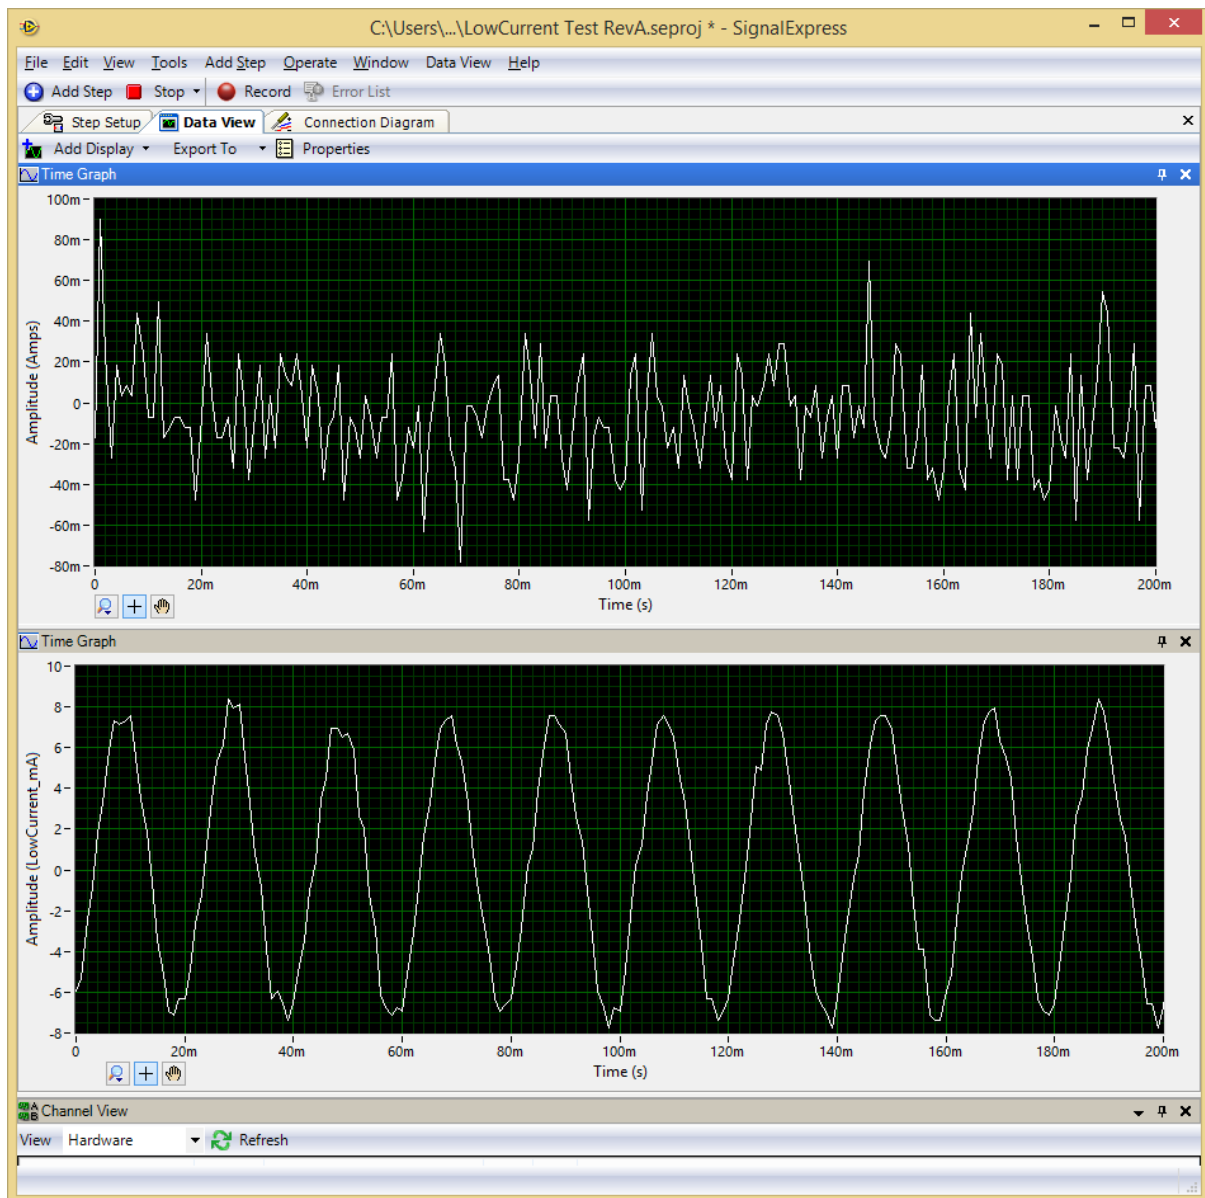 C:\Users\...\LowCurrent Test RevA.seproj * - SignalExpress
File Edit View Tools Add Step Operate Window Data View Help
Add Step Stop Record Error List
Step Setup Data View Connection Diagram
Add Display Export To Properties
Time Graph
100m
80m
60m
40m
20m
0
-20m
-40m
-60m
-80m
Amplitude (Amps)
0 20m 40m 60m 80m 100m 120m 140m 160m 180m 200m
Time (s)
Time Graph
10
8
6
4
2
0
-2
-4
-6
-8
Amplitude (LowCurrent_mA)
0 20m 40m 60m 80m 100m 120m 140m 160m 180m 200m
Time (s)
Channel View
View Hardware Refresh